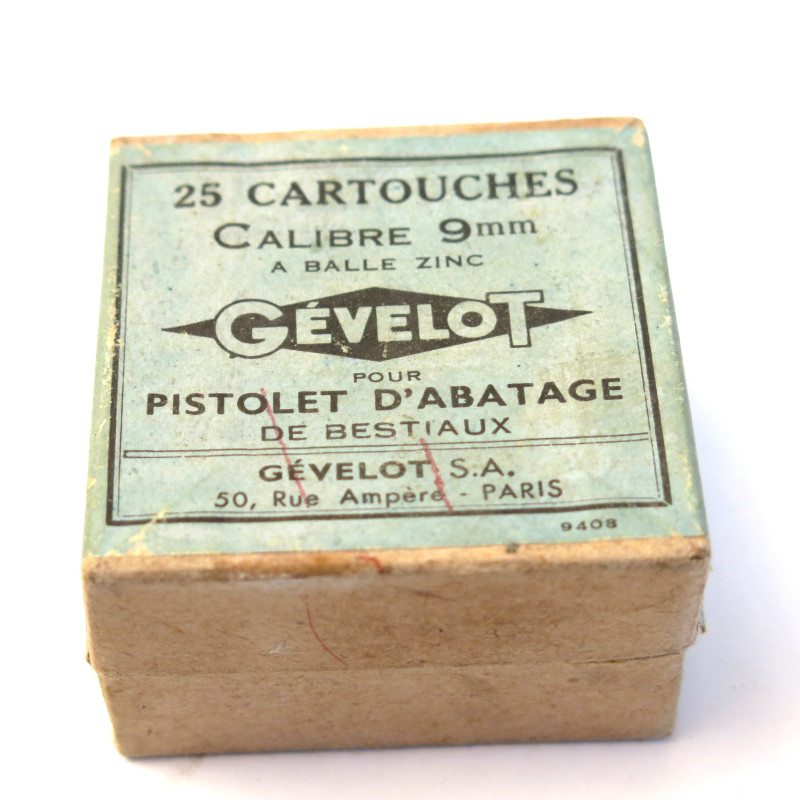 25 CARTOUCHES
CALIBRE 9mm
A BALLE ZINC
GÉVELOT
POUR
PISTOLET D'ABATAGE
DE BESTIAUX
GÉVELOT S.A.
50, Rue Ampère - PARIS
9408